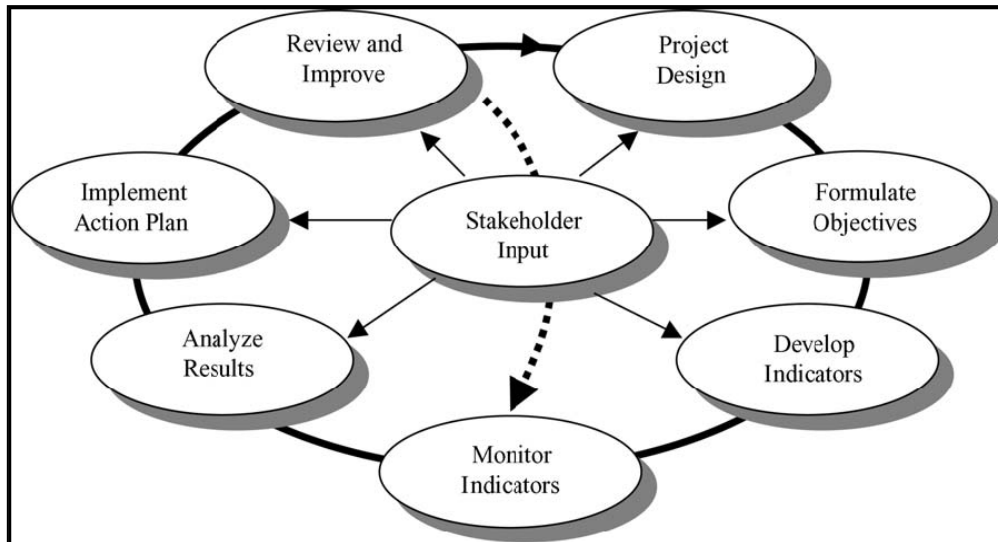 Review and
Improve
Project
Design
Implement
Action Plan
Stakeholder
Input
Formulate
Objectives
Analyze
Results
Develop
Indicators
Monitor
Indicators